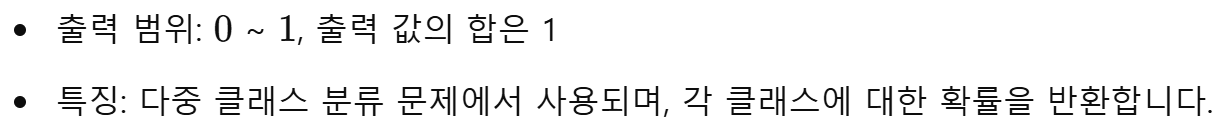 • 출력 범위: 0 ~ 1, 출력 값의 합은 1
• 특징: 다중 클래스 분류 문제에서 사용되며, 각 클래스에 대한 확률을 반환합니다.